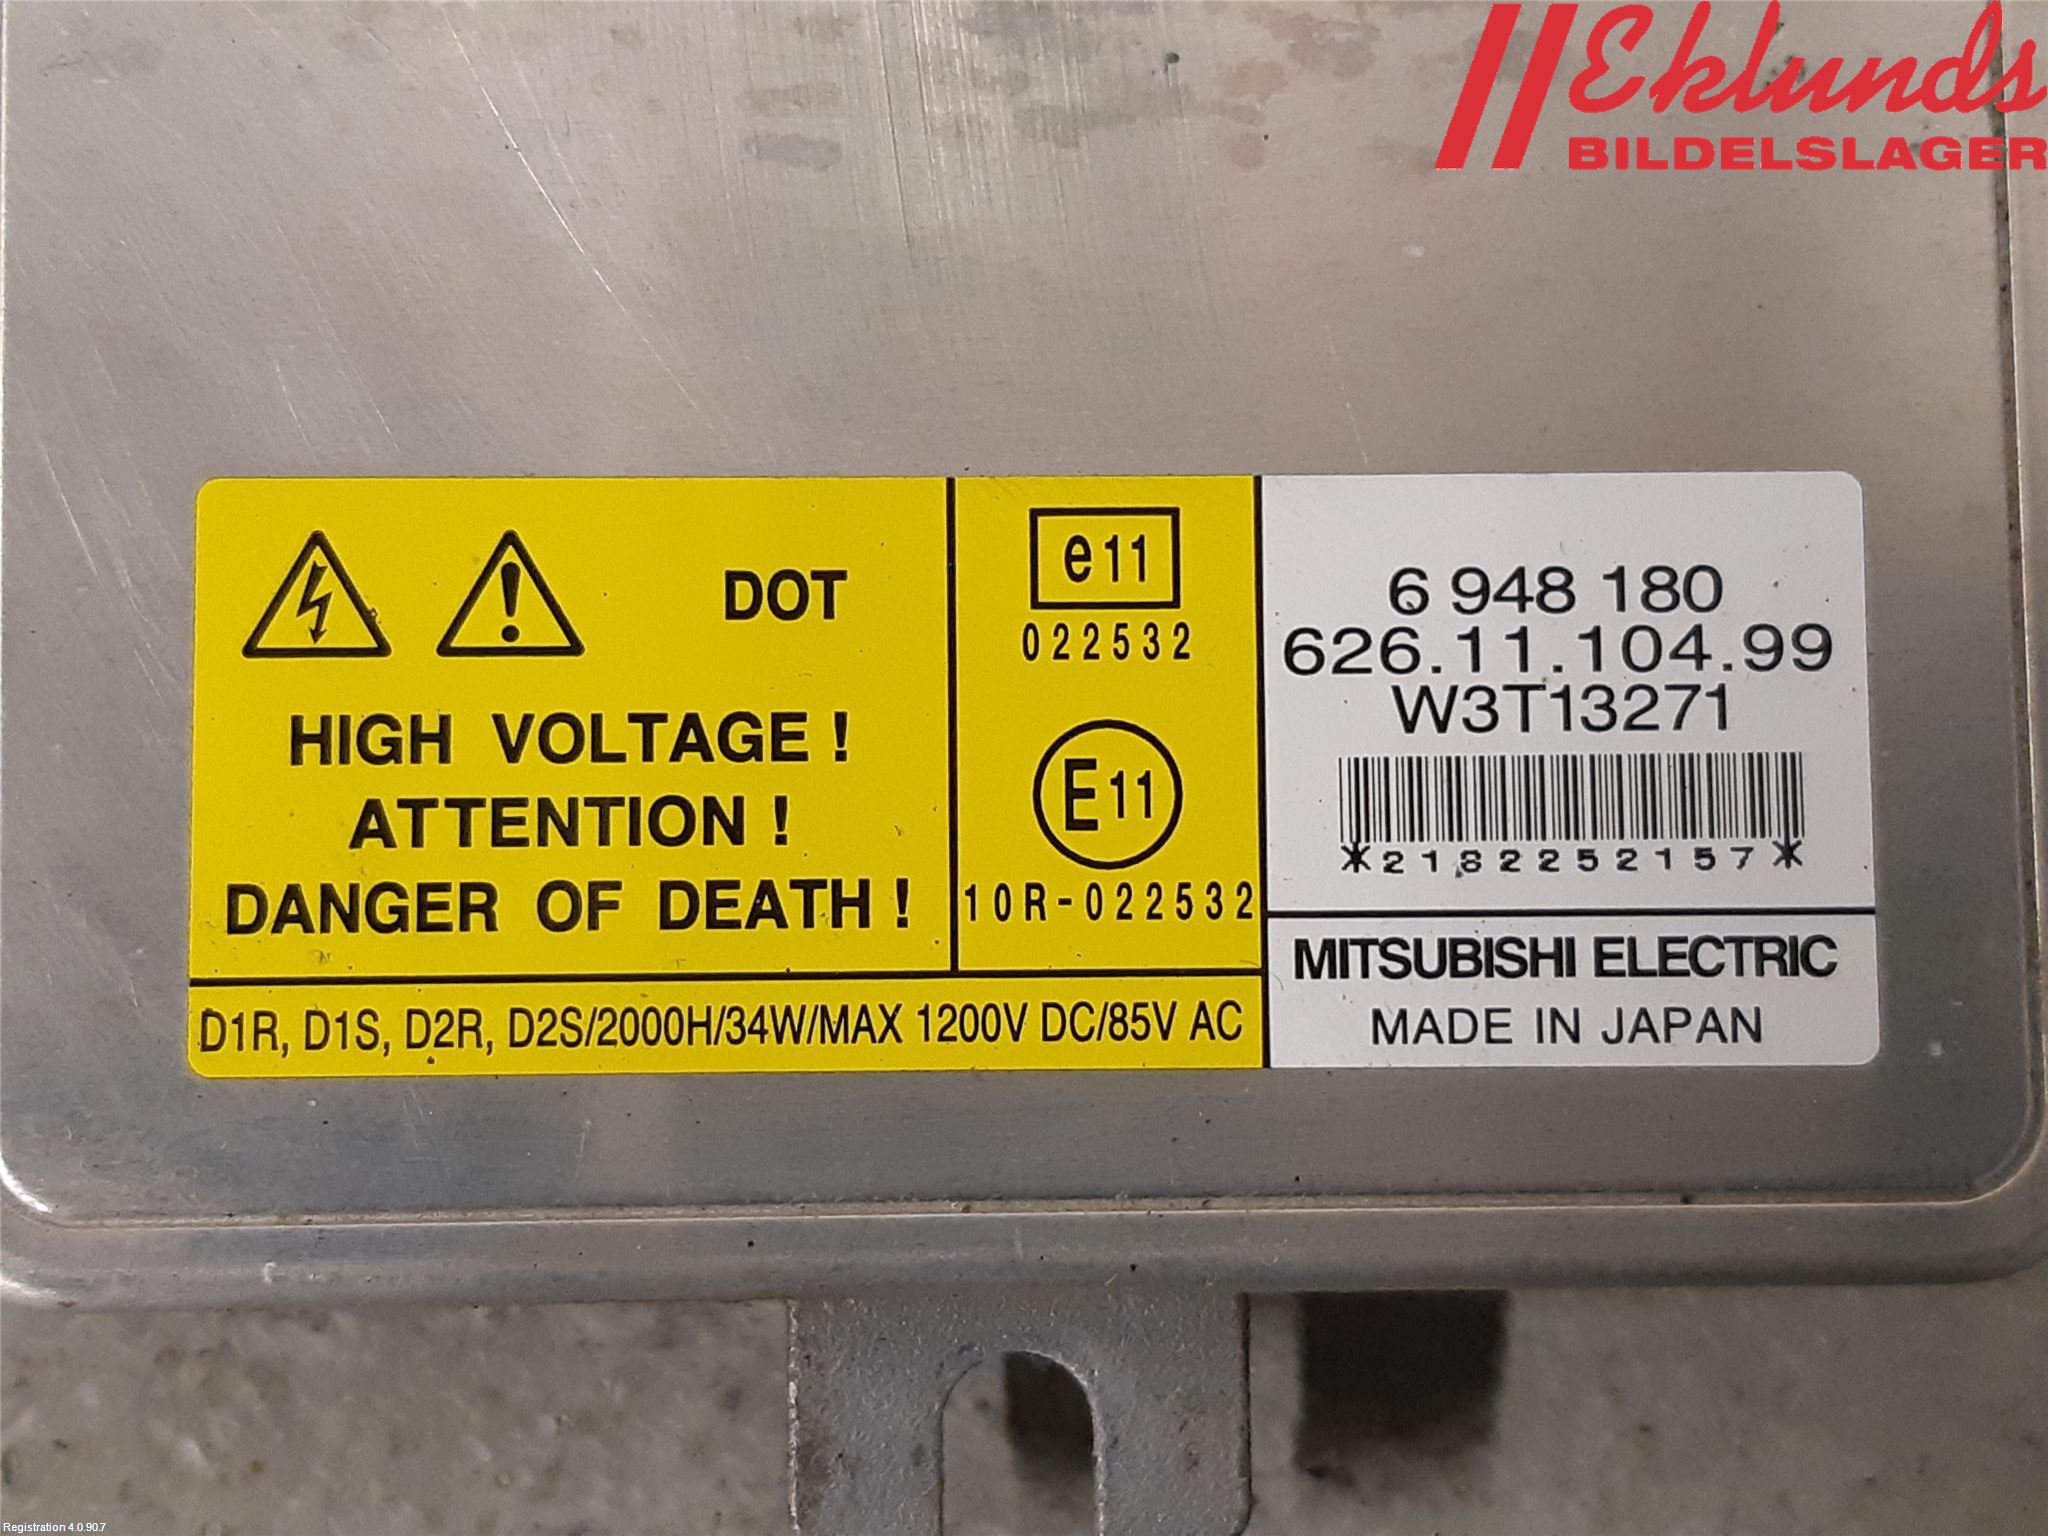 Eklunds
BILDELSLAGER
DOT
HIGH VOLTAGE !
ATTENTION !
DANGER OF DEATH !
e11
022532
E11
10R-022532
D1R, D1S, D2R, D2S/2000H/34W/MAX 1200V DC/85V AC
6 948 180
626.11.104.99
W3T13271
*2182252157*
MITSUBISHI ELECTRIC
MADE IN JAPAN
Registration 4.0.90.7